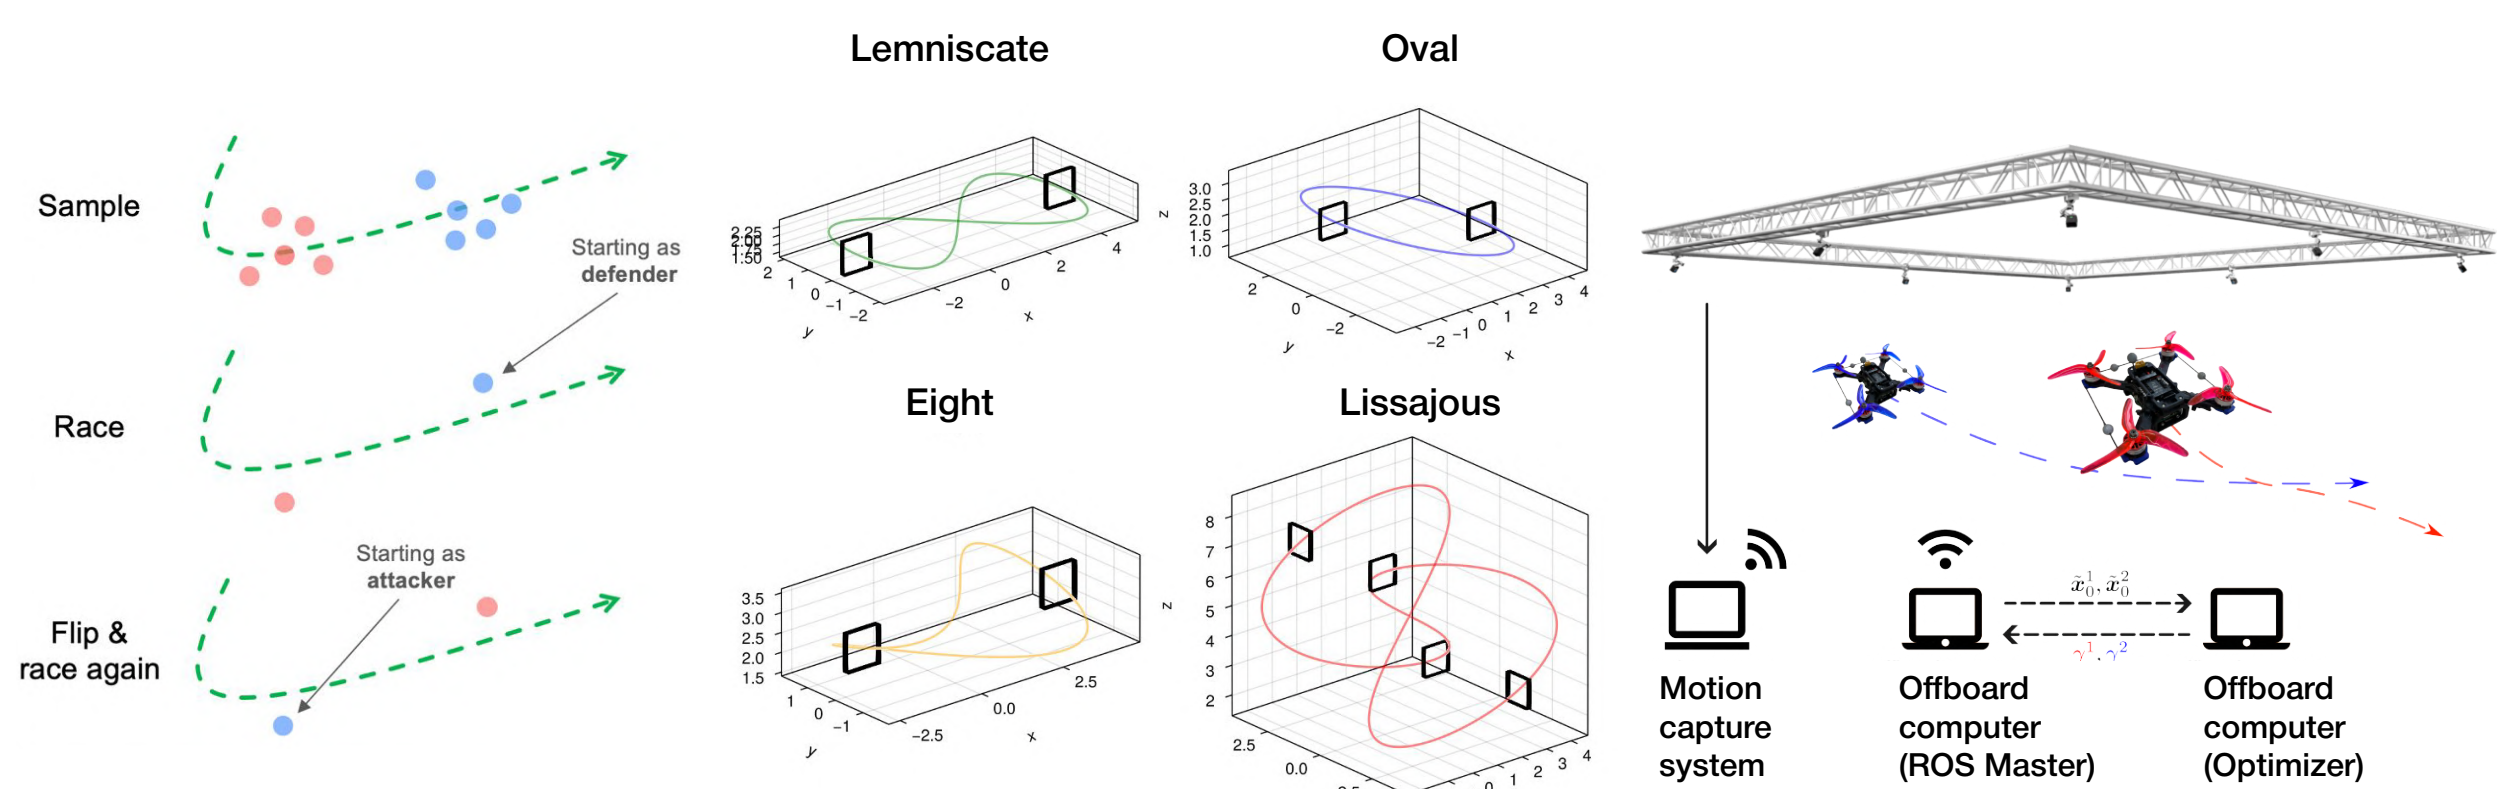 Sample
Starting as
defender
Race
Starting as
attacker
Flip &
race again
Lemniscate
2.25
2.00
1.75
1.50
2
1
0
−1
−2
y
−2
0
2
4
x
Oval
3.0
2.5
2.0
1.5
1.0
z
2
0
−2
y
−2
−1
0
1
2
3
4
x
Eight
3.5
3.0
2.5
2.0
1.5
1
0
−1
y
−2.5
0.0
2.5
x
Lissajous
8
7
6
5
4
3
2
z
2.5
0.0
0
1
2
3
4
x̃₀¹, x̃₀²
γ¹, γ²
Motion
capture
system
Offboard
computer
(ROS Master)
Offboard
computer
(Optimizer)